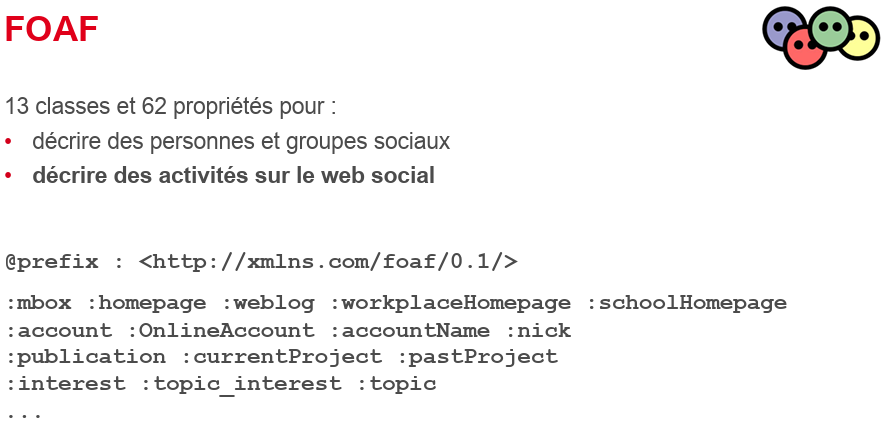 FOAF
13 classes et 62 propriétés pour :
• décrire des personnes et groupes sociaux
• décrire des activités sur le web social
@prefix : <http://xmlns.com/foaf/0.1/>
:mbox :homepage :weblog :workplaceHomepage :schoolHomepage
:account :OnlineAccount :accountName :nick
:publication :currentProject :pastProject
:interest :topic_interest :topic
...